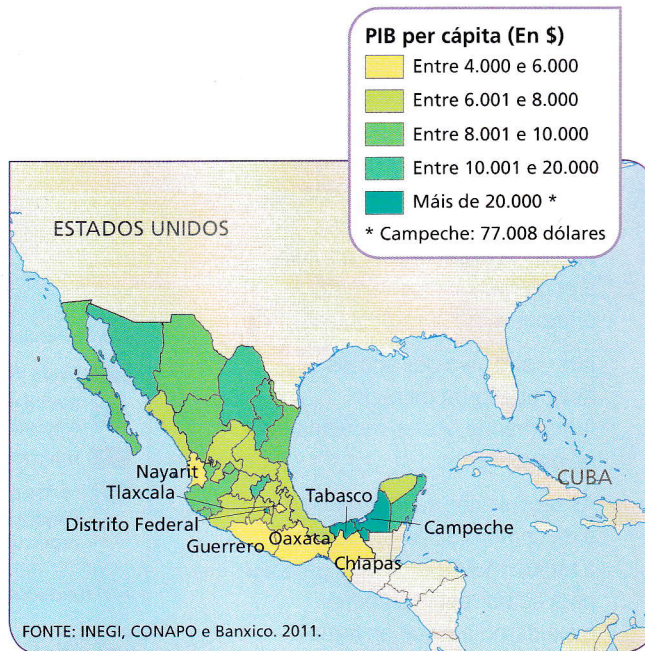 PIB per cápita (En $)
Entre 4.000 e 6.000
Entre 6.001 e 8.000
Entre 8.001 e 10.000
Entre 10.001 e 20.000
Máis de 20.000 *
* Campeche: 77.008 dólares
ESTADOS UNIDOS
CUBA
Nayarit
Tlaxcala
Tabasco
Distrito Federal
Campeche
Guerrero
Oaxaca
Chiapas
FONTE: INEGI, CONAPO e Banxico. 2011.